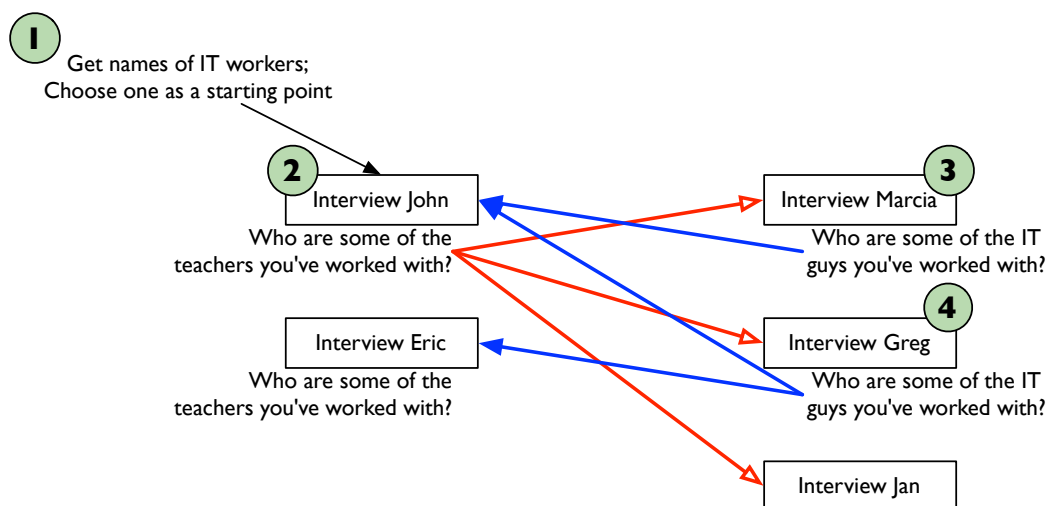 1
Get names of IT workers;
Choose one as a starting point
2
Interview John
Who are some of the
teachers you've worked with?
3
Interview Marcia
Who are some of the IT
guys you've worked with?
Interview Eric
Who are some of the
teachers you've worked with?
4
Interview Greg
Who are some of the IT
guys you've worked with?
Interview Jan